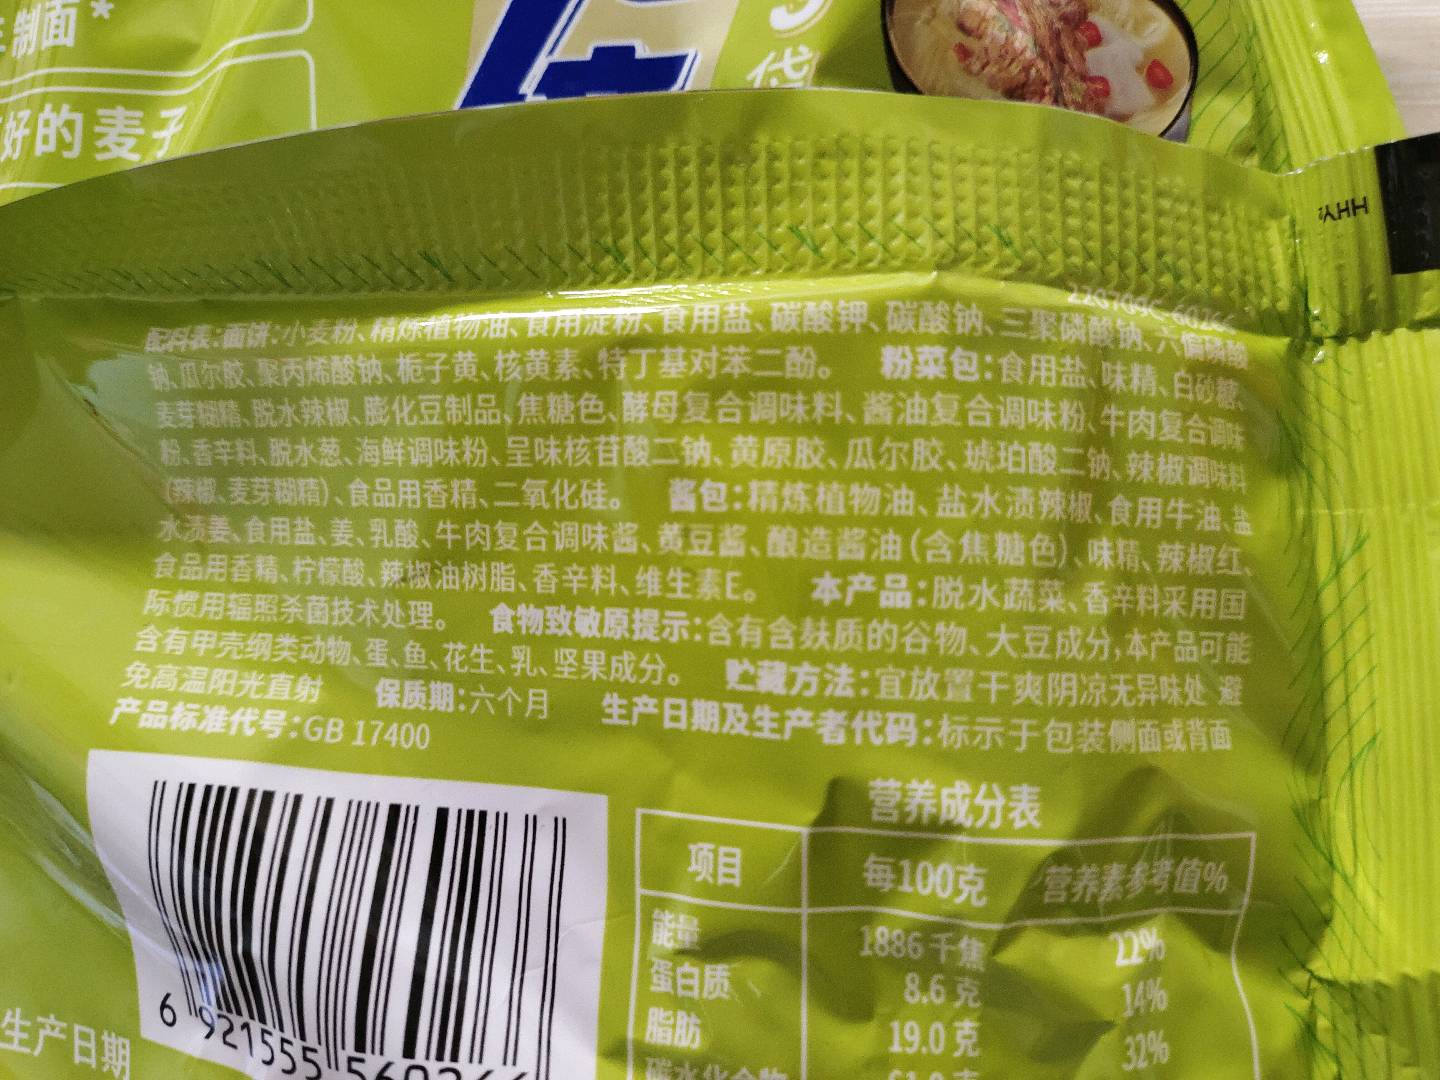 制面*
好的麦子
袋
HHY2
配料表:面饼:小麦粉、精炼植物油、食用淀粉、食用盐、碳酸钾、碳酸钠、三聚磷酸钠、六偏磷酸
钠、瓜尔胶、聚丙烯酸钠、栀子黄、核黄素、特丁基对苯二酚。 粉菜包:食用盐、味精、白砂糖、
麦芽糊精、脱水辣椒、膨化豆制品、焦糖色、酵母复合调味料、酱油复合调味粉、牛肉复合调味
粉、香辛料、脱水葱、海鲜调味粉、呈味核苷酸二钠、黄原胶、瓜尔胶、琥珀酸二钠、辣椒调味料
(辣椒、麦芽糊精)、食品用香精、二氧化硅。 酱包:精炼植物油、盐水渍辣椒、食用牛油、盐
水渍姜、食用盐、姜、乳酸、牛肉复合调味酱、黄豆酱、酿造酱油(含焦糖色)、味精、辣椒红、
食品用香精、柠檬酸、辣椒油树脂、香辛料、维生素E。 本产品:脱水蔬菜、香辛料采用国
际惯用辐照杀菌技术处理。 食物致敏原提示:含有含麸质的谷物、大豆成分,本产品可能
含有甲壳纲类动物、蛋、鱼、花生、乳、坚果成分。 贮藏方法:宜放置干爽阴凉无异味处 避
免高温阳光直射 保质期:六个月 生产日期及生产者代码:标示于包装侧面或背面
产品标准代号:GB 17400
营养成分表
项目 每100克 营养素参考值%
能量 1886千焦 22%
蛋白质 8.6克 14%
脂肪 19.0克 32%
碳水化合物
6 921555 560266
生产日期